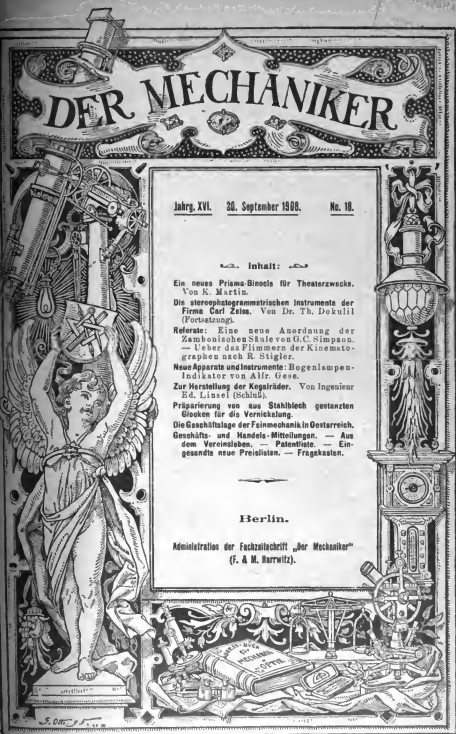 DER MECHANIKER
Jahrg. XVI. 20. September 1908. No. 18.
Inhalt:
Ein neues Prisma-Binocle für Theaterzwecke.
Von K. Martin.
Die stereophotogrammetrischen Instrumente der
Firma Carl Zeiss. Von Dr. Th. Dokulil
(Fortsetzung).
Referate: Eine neue Anordnung der
Zambonischen Säule von G. C. Simpson.
— Ueber das Flimmern der Kinemato-
graphen nach R. Stigler.
Neue Apparate und Instrumente: Bogenlampen-
Indikator von Alfr. Gese.
Zur Herstellung der Kegelräder. Von Ingenieur
Ed. Linsel (Schluß).
Präparierung von aus Stahlblech gestanzten
Glocken für die Vernickelung.
Die Geschäftslage der Feinmechanik in Oesterreich.
Geschäfts- und Handels-Mitteilungen. — Aus
dem Vereinsleben. — Patentliste. — Ein-
gesandte neue Preislisten. — Fragekasten.
Berlin.
Administration der Fachzeitschrift „Der Mechaniker“
(F. & M. Harrwitz).
MECHANIK
OPTIK